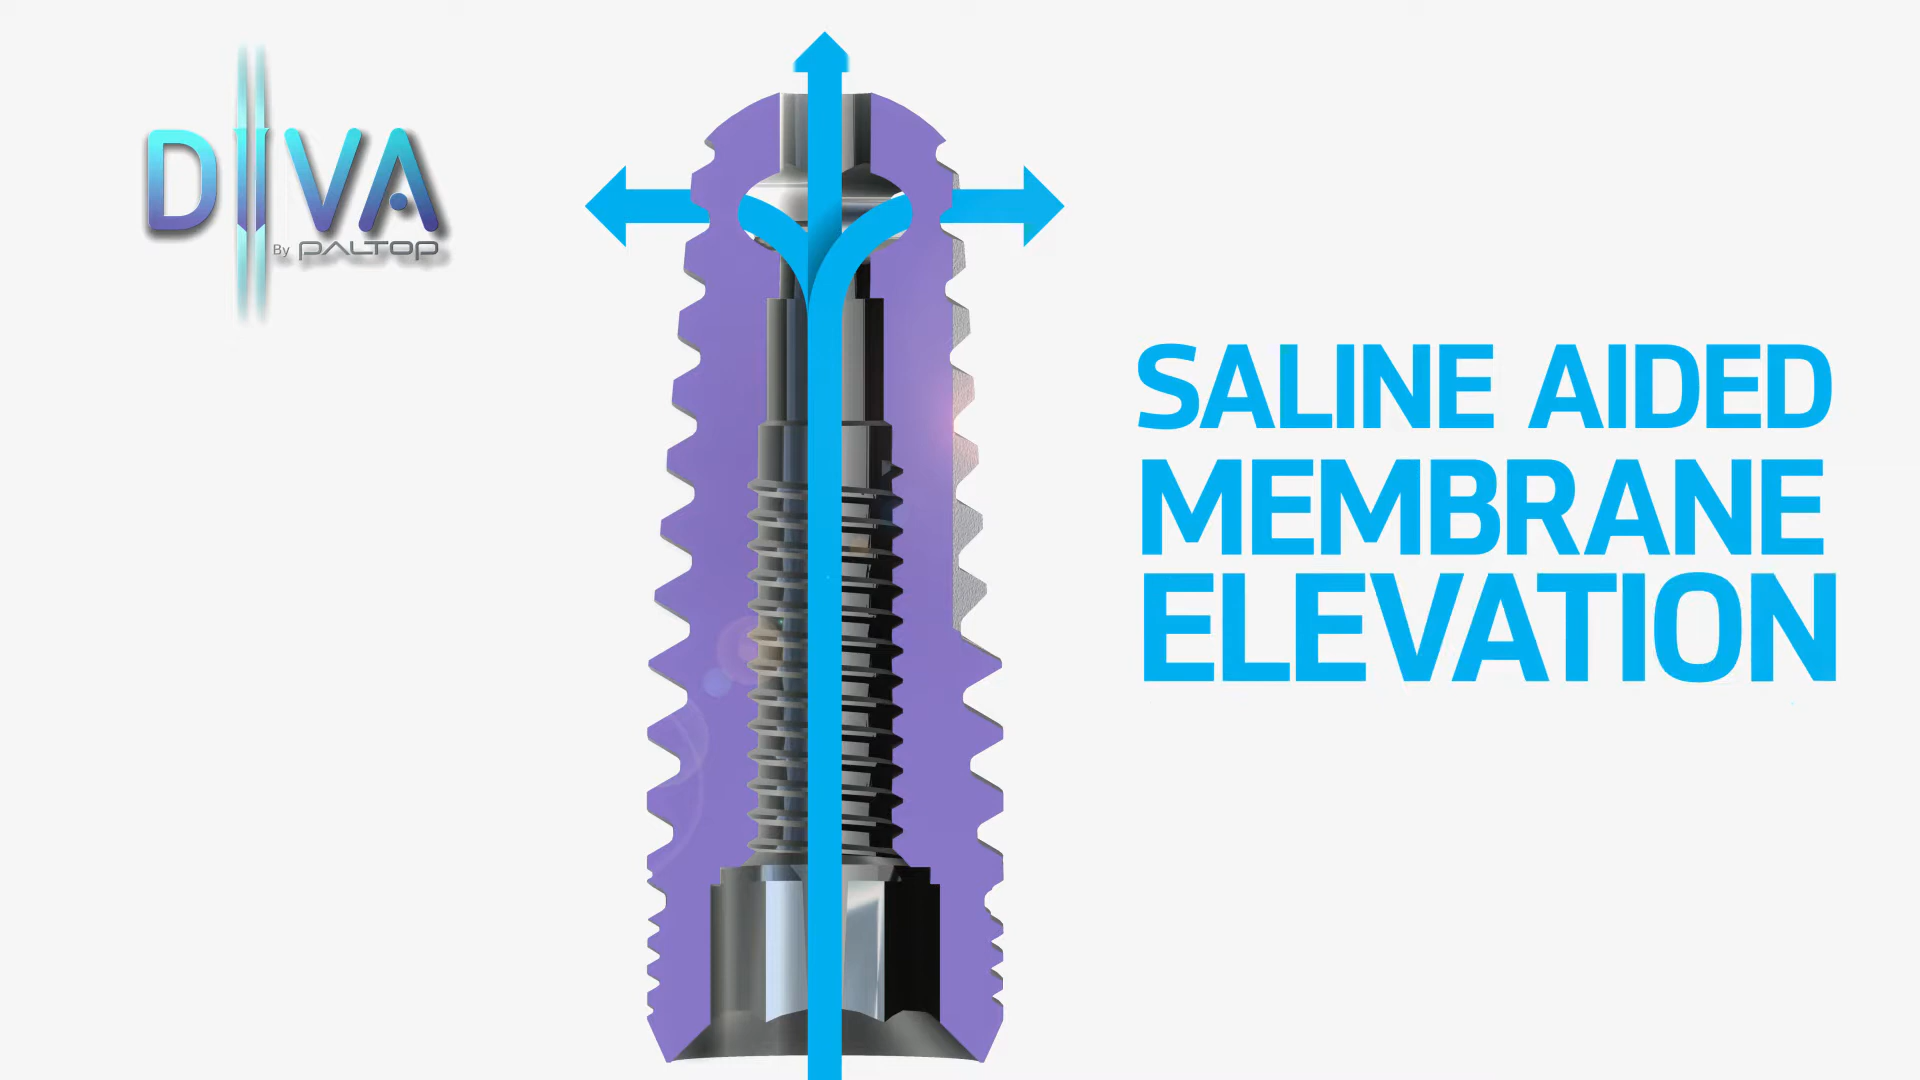 DIVA
By PALTOP
SALINE AIDED
MEMBRANE
ELEVATION